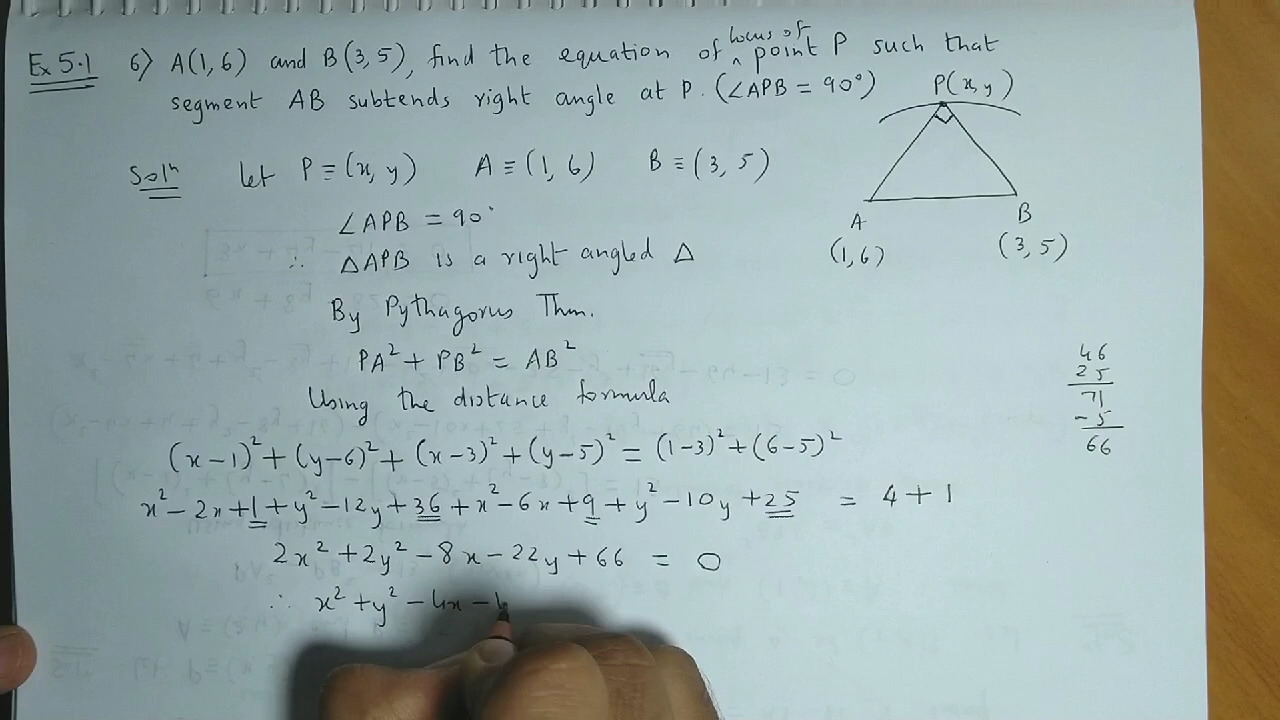 Ex 5.1 6) A(1,6) and B(3,5), find the equation of locus of point P such that
segment AB subtends right angle at P. (∠APB = 90°)
P(x,y)
Solⁿ let P ≡ (x, y) A ≡ (1, 6) B ≡ (3, 5)
A
(1,6)
B
(3,5)
∠APB = 90°
∴ △APB is a right angled △
By Pythagorus Thm.
PA² + PB² = AB²
Using the distance formula
(x-1)² + (y-6)² + (x-3)² + (y-5)² = (1-3)² + (6-5)²
x² - 2x + 1 + y² - 12y + 36 + x² - 6x + 9 + y² - 10y + 25 = 4 + 1
2x² + 2y² - 8x - 22y + 66 = 0
∴ x² + y² - 4x -
46
25
71
-5
66